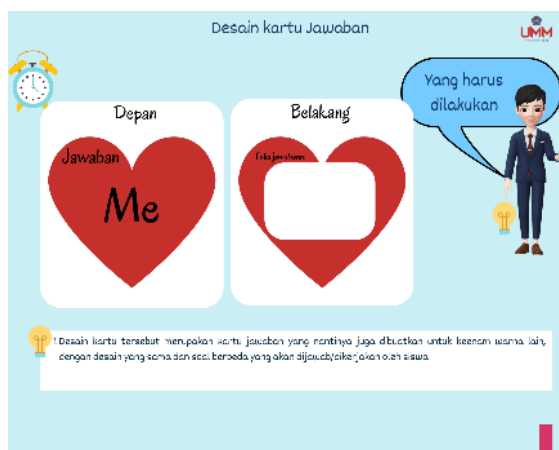 Desain kartu Jawaban
UMM
Yang harus
dilakukan
Depan
Belakang
Jawaban
Me
Desain kartu tersebut merupakan kartu jawaban yang nantinya juga dibuatkan untuk keenam warna lain,
dengan desain yang sama dan soal berbeda yang akan dijawab/dikerjakan oleh siswa